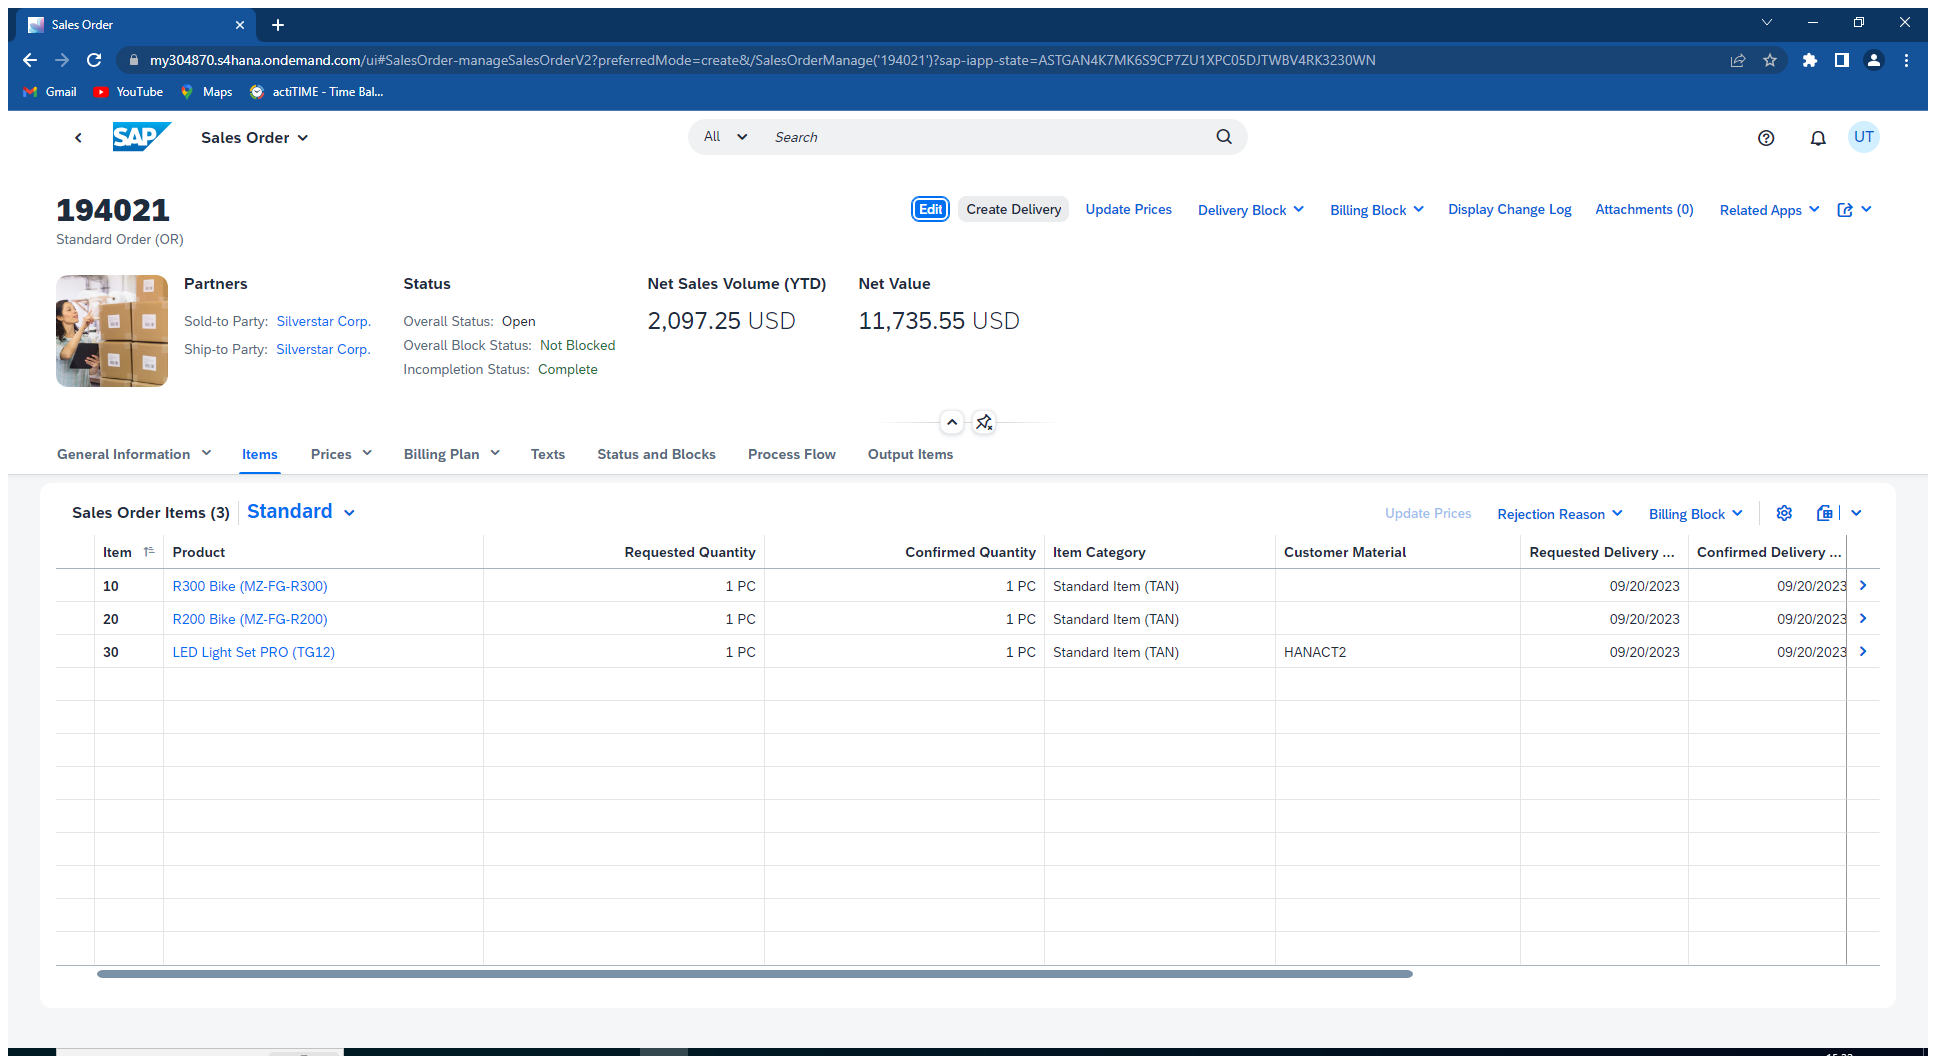 Sales Order
my304870.s4hana.ondemand.com/ui#SalesOrder-manageSalesOrderV2?preferredMode=create&/SalesOrderManage('194021')?sap-iapp-state=ASTGAN4K7MK6S9CP7ZU1XPC05DJTWBV4RK3230WN
Gmail YouTube Maps actiTIME - Time Bal...
SAP Sales Order All Search UT
194021 Edit Create Delivery Update Prices Delivery Block Billing Block Display Change Log Attachments (0) Related Apps
Standard Order (OR)
Partners Status Net Sales Volume (YTD) Net Value
Sold-to Party: Silverstar Corp. Overall Status: Open 2,097.25 USD 11,735.55 USD
Ship-to Party: Silverstar Corp. Overall Block Status: Not Blocked
Incompletion Status: Complete
General Information Items Prices Billing Plan Texts Status and Blocks Process Flow Output Items
Sales Order Items (3) Standard Update Prices Rejection Reason Billing Block
Item Product Requested Quantity Confirmed Quantity Item Category Customer Material Requested Delivery ... Confirmed Delivery ...
10 R300 Bike (MZ-FG-R300) 1 PC 1 PC Standard Item (TAN) 09/20/2023 09/20/2023
20 R200 Bike (MZ-FG-R200) 1 PC 1 PC Standard Item (TAN) 09/20/2023 09/20/2023
30 LED Light Set PRO (TG12) 1 PC 1 PC Standard Item (TAN) HANACT2 09/20/2023 09/20/2023